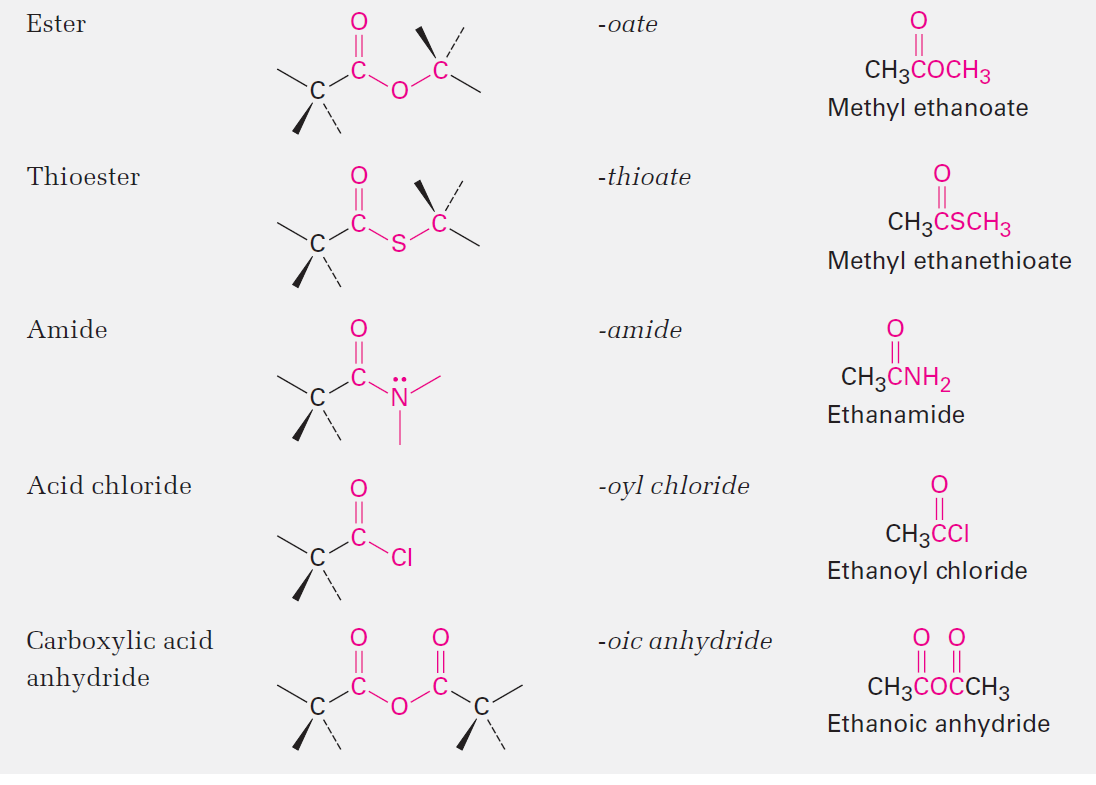 Ester
-oate
O
CH3COCH3
O
C
C
C
O
Methyl ethanoate
Thioester
-thioate
O
CH3CSCH3
O
C
C
C
S
Methyl ethanethioate
Amide
-amide
O
CH3CNH2
O
C
C
N
Ethanamide
Acid chloride
-oyl chloride
O
CH3CCl
O
C
C
Cl
Ethanoyl chloride
Carboxylic acid
anhydride
-oic anhydride
O O
CH3COCCH3
O O
C C
C O C
Ethanoic anhydride